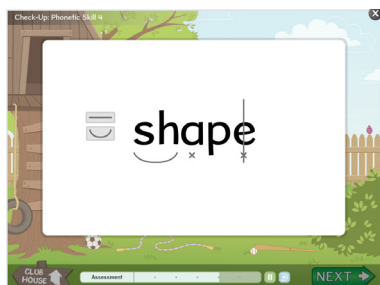 Check-Up: Phonetic Skill 4
shape
CLUB
HOUSE
Assessment
NEXT